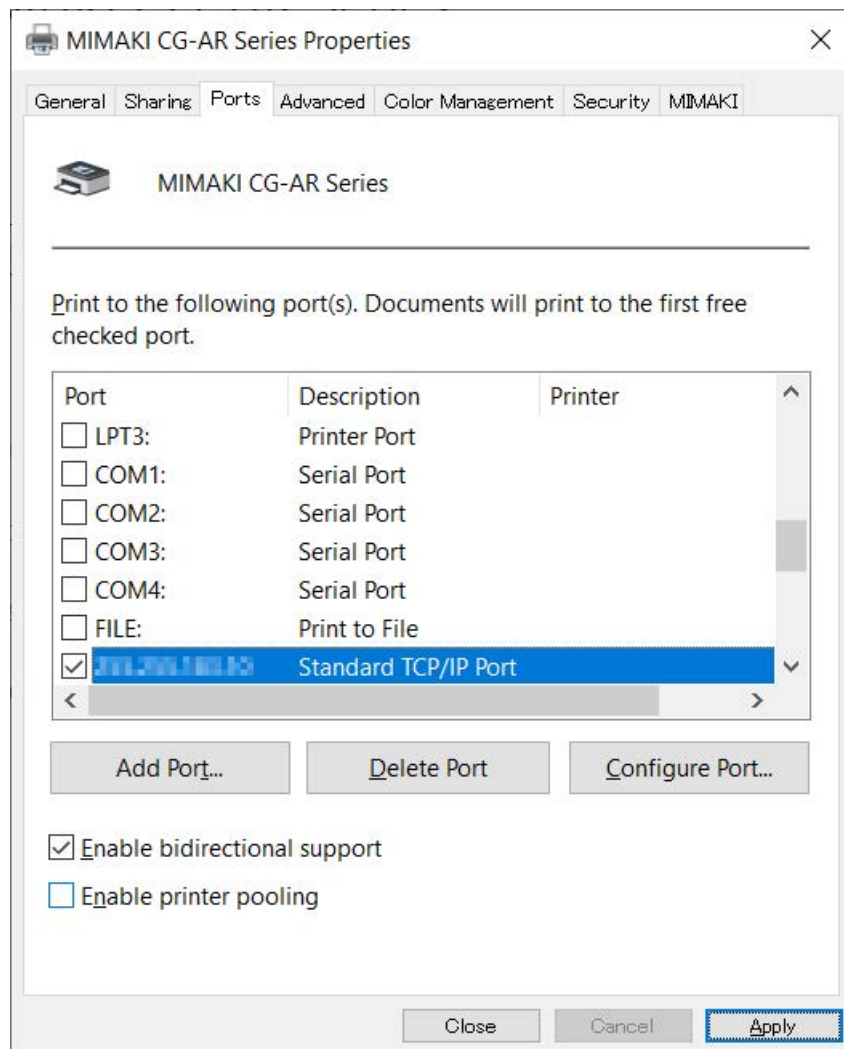 MIMAKI CG-AR Series Properties
General Sharing Ports Advanced Color Management Security MIMAKI
MIMAKI CG-AR Series
Print to the following port(s). Documents will print to the first free
checked port.
Port Description Printer
LPT3: Printer Port
COM1: Serial Port
COM2: Serial Port
COM3: Serial Port
COM4: Serial Port
FILE: Print to File
Standard TCP/IP Port
Add Port... Delete Port Configure Port...
Enable bidirectional support
Enable printer pooling
Close Cancel Apply